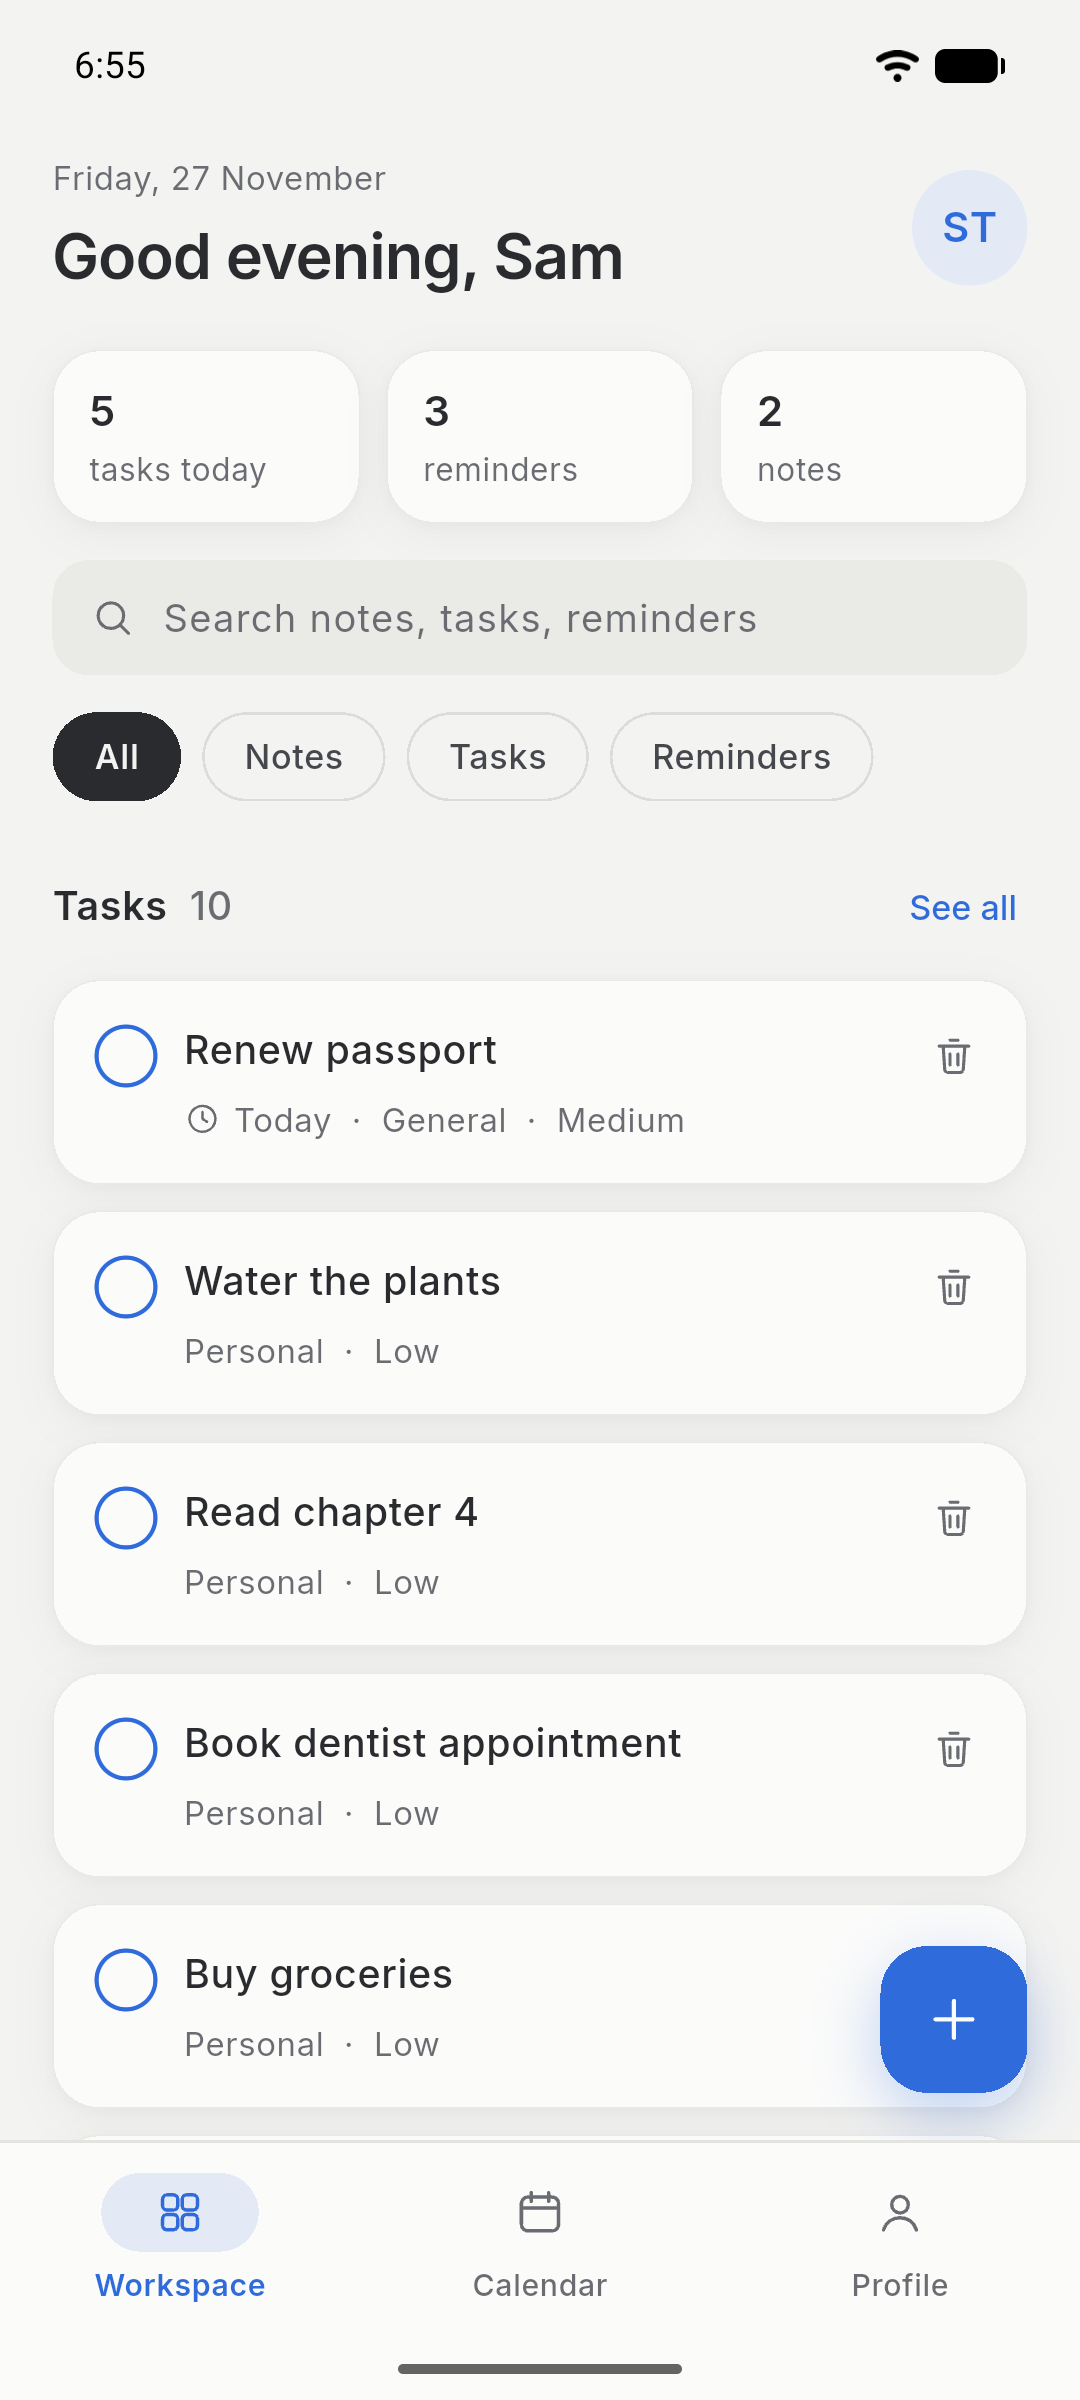 6:55
Friday, 27 November
Good evening, Sam
ST
5
tasks today
3
reminders
2
notes
Search notes, tasks, reminders
All
Notes
Tasks
Reminders
Tasks 10
See all
Renew passport
Today · General · Medium
Water the plants
Personal · Low
Read chapter 4
Personal · Low
Book dentist appointment
Personal · Low
Buy groceries
Personal · Low
Workspace
Calendar
Profile